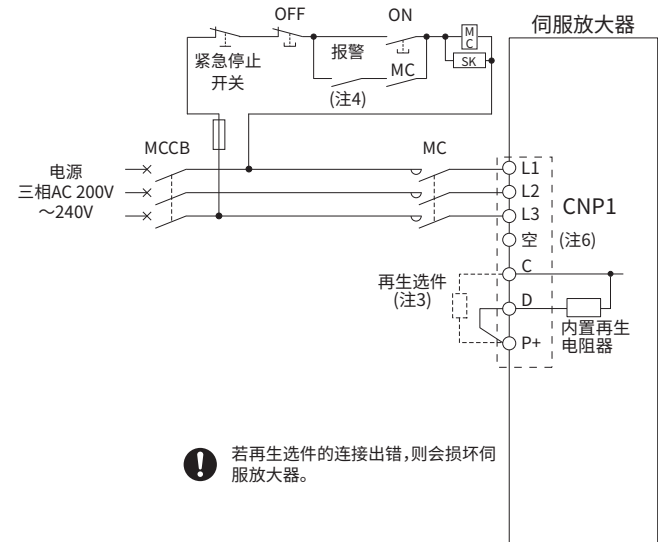 OFF
ON
伺服放大器
M
C
SK
报警
MC
(注4)
紧急停止
开关
MCCB
MC
电源
三相AC 200V
～240V
L1
L2
L3
CNP1
空
(注6)
C
再生选件
(注3)
D
内置再生
电阻器
P+
若再生选件的连接出错,则会损坏伺
服放大器。